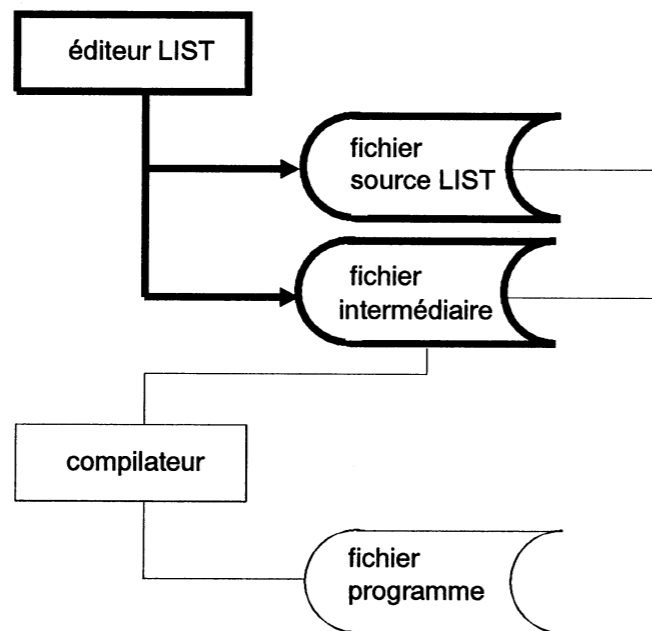 éditeur LIST
fichier
source LIST
fichier
intermédiaire
compilateur
fichier
programme